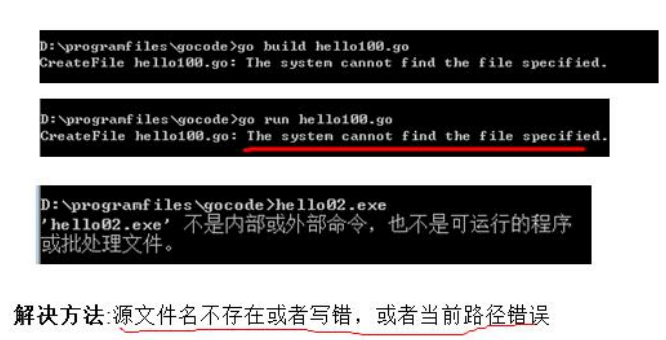 D:\programfiles\gocode>go build hello100.go
CreateFile hello100.go: The system cannot find the file specified.
D:\programfiles\gocode>go run hello100.go
CreateFile hello100.go: The system cannot find the file specified.
D:\programfiles\gocode>hello02.exe
'hello02.exe' 不是内部或外部命令，也不是可运行的程序
或批处理文件。
解决方法:源文件名不存在或者写错，或者当前路径错误